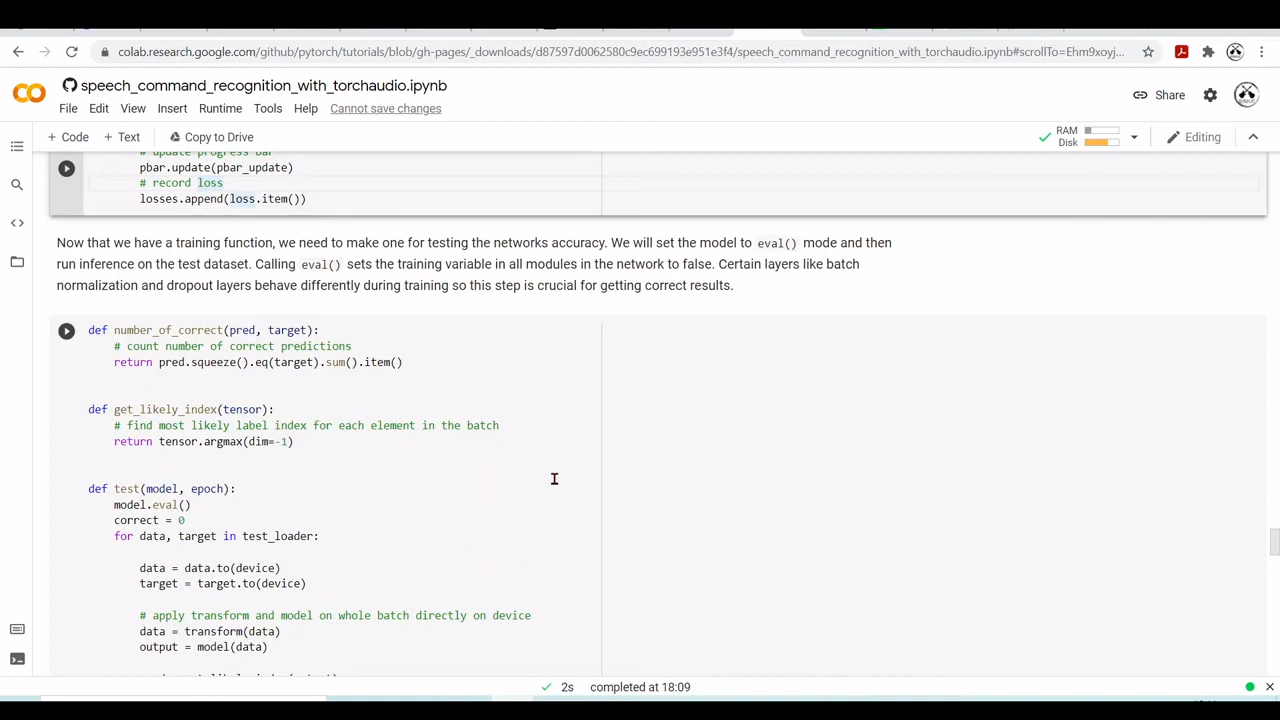 colab.research.google.com/github/pytorch/tutorials/blob/gh-pages/_downloads/d87597d0062580c9ec699193e951e3f4/speech_command_recognition_with_torchaudio.ipynb#scrollTo=Ehm9xoyj...
speech_command_recognition_with_torchaudio.ipynb
Share
File Edit View Insert Runtime Tools Help Cannot save changes
+ Code + Text Copy to Drive
RAM
Disk
Editing
# update progress bar
pbar.update(pbar_update)
# record loss
losses.append(loss.item())
Now that we have a training function, we need to make one for testing the networks accuracy. We will set the model to eval() mode and then
run inference on the test dataset. Calling eval() sets the training variable in all modules in the network to false. Certain layers like batch
normalization and dropout layers behave differently during training so this step is crucial for getting correct results.
def number_of_correct(pred, target):
# count number of correct predictions
return pred.squeeze().eq(target).sum().item()
def get_likely_index(tensor):
# find most likely label index for each element in the batch
return tensor.argmax(dim=-1)
def test(model, epoch):
model.eval()
correct = 0
for data, target in test_loader:
data = data.to(device)
target = target.to(device)
# apply transform and model on whole batch directly on device
data = transform(data)
output = model(data)
2s completed at 18:09